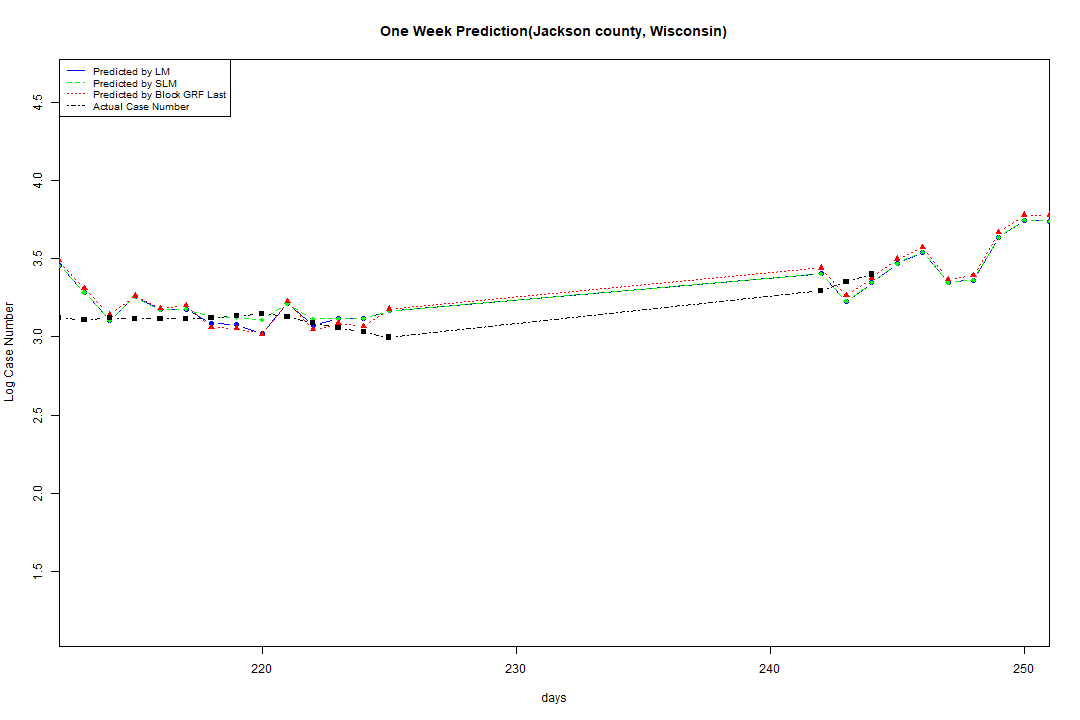 One Week Prediction(Jackson county, Wisconsin)
Predicted by LM
Predicted by SLM
Predicted by Block GRF Last
Actual Case Number
Log Case Number
4.5
4.0
3.5
3.0
2.5
2.0
1.5
220
230
240
250
days